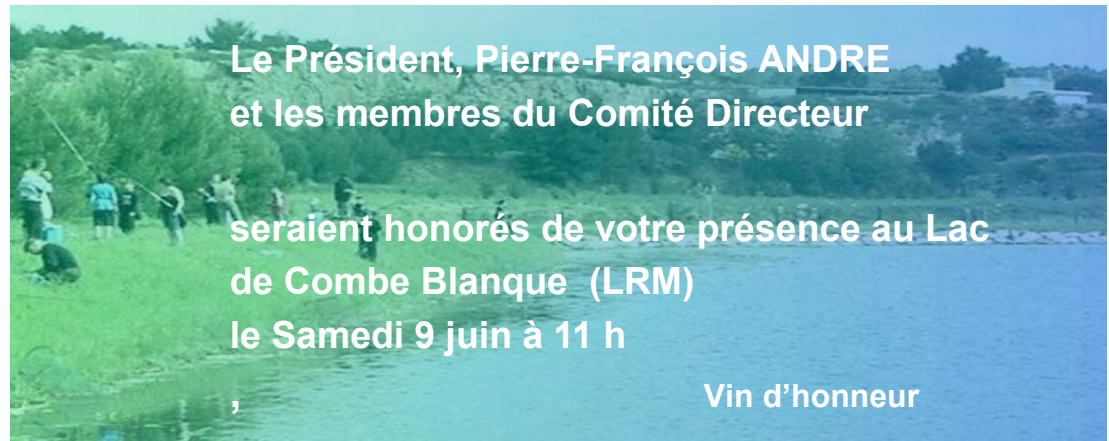 Le Président, Pierre-François ANDRE
et les membres du Comité Directeur
seraient honorés de votre présence au Lac
de Combe Blanque (LRM)
le Samedi 9 juin à 11 h
, Vin d’honneur